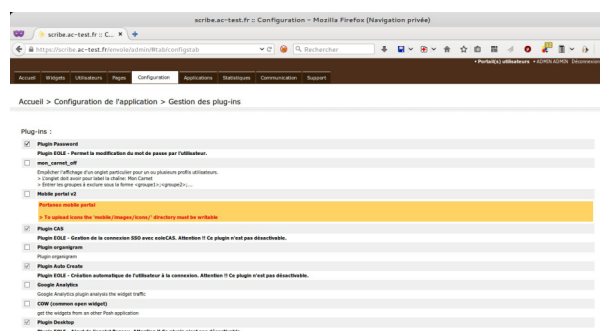 scribe.ac-test.fr :: Configuration - Mozilla Firefox (Navigation privée)
scribe.ac-test.fr :: C...
https://scribe.ac-test.fr/envole/admin/#tab/configstab
Rechercher
Portail(s) utilisateurs ADMIN ADMIN Déconnexion
Accueil Widgets Utilisateurs Pages Configuration Applications Statistiques Communication Support
Accueil > Configuration de l'application > Gestion des plug-ins
Plug-ins :
Plugin Password
Plugin EOLE - Permet la modification du mot de passe par l'utilisateur.
mon_carnet_off
Empêcher l'affichage d'un onglet particulier pour un ou plusieurs profils utilisateurs.
» L'onglet doit avoir pour label la chaîne: Mon Carnet
» Entrer les groupes à exclure sous la forme <groupe1>;<groupe2>;...
Mobile portal v2
Portaneo mobile portal
» To upload icons the 'mobile/images/icons/' directory must be writable
Plugin CAS
Plugin EOLE - Gestion de la connexion SSO avec eoleCAS. Attention !! Ce plugin n'est pas désactivable.
Plugin organigram
Plugin organigram
Plugin Auto Create
Plugin EOLE - Création automatique de l'utilisateur à la connexion. Attention !! Ce plugin n'est pas désactivable.
Google Analytics
Google Analytics plugin analysis the widget traffic
COW (common open widget)
get the widgets from an other Posh application
Plugin Desktop